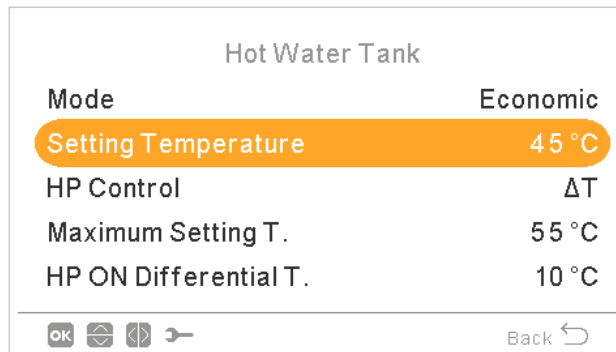 Hot Water Tank
Mode Economic
Setting Temperature 45 °C
HP Control ΔT
Maximum Setting T. 55 °C
HP ON Differential T. 10 °C
OK Back